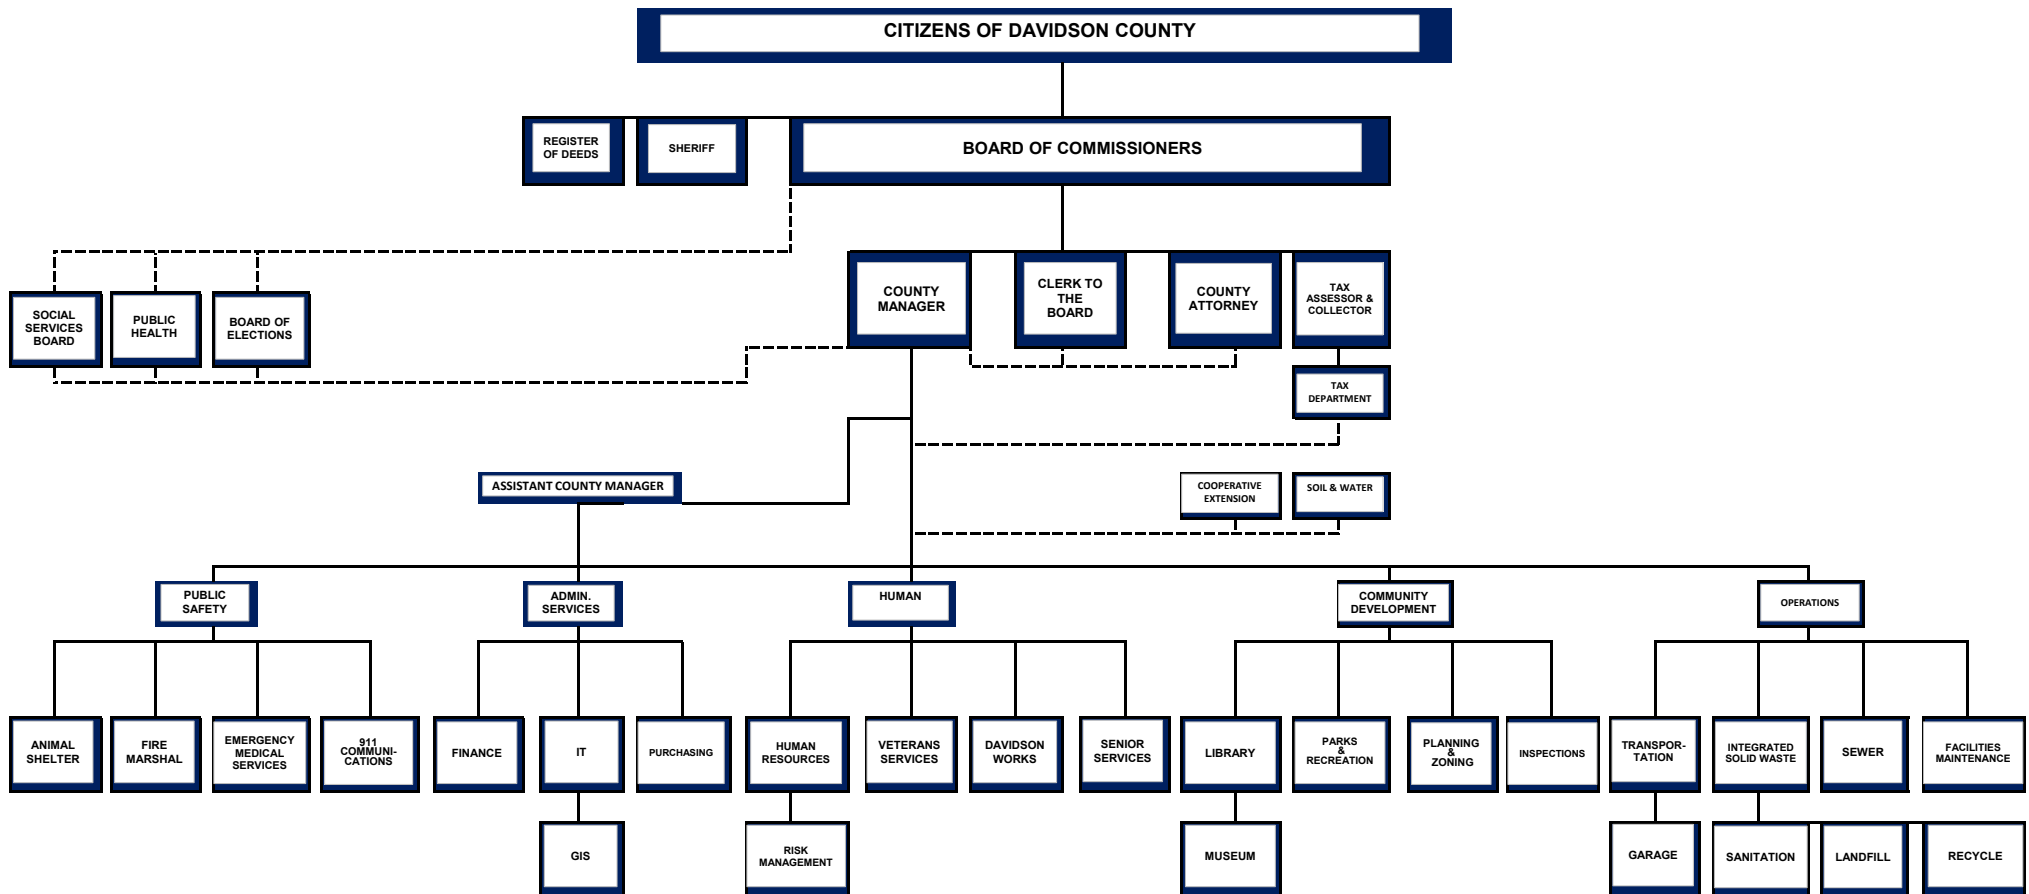 CITIZENS OF DAVIDSON COUNTY
REGISTER
OF DEEDS
SHERIFF
BOARD OF COMMISSIONERS
COUNTY
MANAGER
CLERK TO
THE
BOARD
COUNTY
ATTORNEY
TAX
ASSESSOR &
COLLECTOR
SOCIAL
SERVICES
BOARD
PUBLIC
HEALTH
BOARD OF
ELECTIONS
TAX
DEPARTMENT
ASSISTANT COUNTY MANAGER
COOPERATIVE
EXTENSION
SOIL & WATER
PUBLIC
SAFETY
ADMIN.
SERVICES
HUMAN
COMMUNITY
DEVELOPMENT
OPERATIONS
ANIMAL
SHELTER
FIRE
MARSHAL
EMERGENCY
MEDICAL
SERVICES
911
COMMUNI-
CATIONS
FINANCE
IT
PURCHASING
HUMAN
RESOURCES
VETERANS
SERVICES
DAVIDSON
WORKS
SENIOR
SERVICES
LIBRARY
PARKS
&
RECREATION
PLANNING
&
ZONING
INSPECTIONS
TRANSPOR-
TATION
INTEGRATED
SOLID WASTE
SEWER
FACILITIES
MAINTENANCE
GIS
RISK
MANAGEMENT
MUSEUM
GARAGE
SANITATION
LANDFILL
RECYCLE